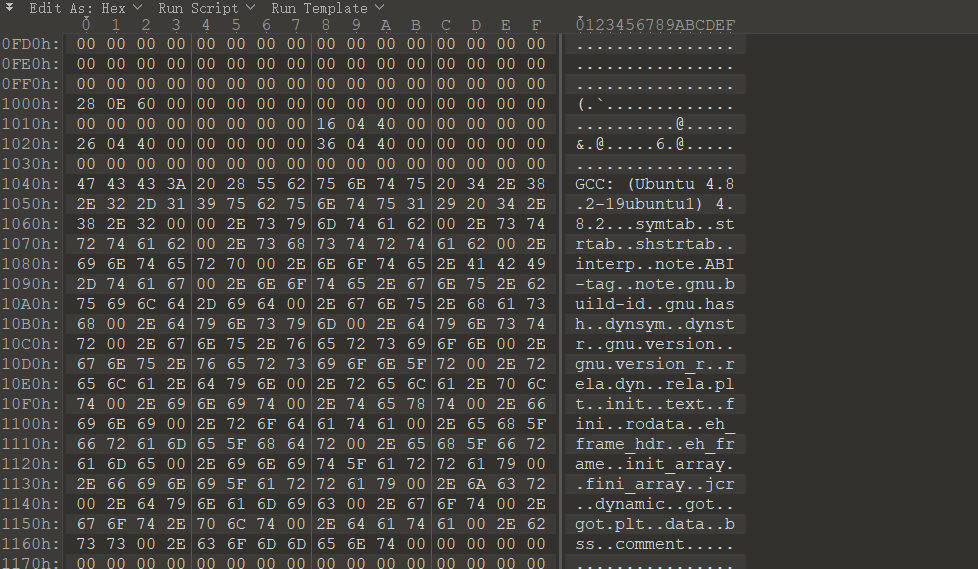 Edit As: Hex Run Script Run Template
0 1 2 3 4 5 6 7 8 9 A B C D E F 0123456789ABCDEF
0FD0h: 00 00 00 00 00 00 00 00 00 00 00 00 00 00 00 00 ................
0FE0h: 00 00 00 00 00 00 00 00 00 00 00 00 00 00 00 00 ................
0FF0h: 00 00 00 00 00 00 00 00 00 00 00 00 00 00 00 00 ................
1000h: 28 0E 60 00 00 00 00 00 00 00 00 00 00 00 00 00 (.`.............
1010h: 00 00 00 00 00 00 00 00 16 04 40 00 00 00 00 00 ..........@.....
1020h: 26 04 40 00 00 00 00 00 36 04 40 00 00 00 00 00 &.@.....6.@.....
1030h: 00 00 00 00 00 00 00 00 00 00 00 00 00 00 00 00 ................
1040h: 47 43 43 3A 20 28 55 62 75 6E 74 75 20 34 2E 38 GCC: (Ubuntu 4.8
1050h: 2E 32 2D 31 39 75 62 75 6E 74 75 31 29 20 34 2E .2-19ubuntu1) 4.
1060h: 38 2E 32 00 00 2E 73 79 6D 74 61 62 00 2E 73 74 8.2...symtab..st
1070h: 72 74 61 62 00 2E 73 68 73 74 72 74 61 62 00 2E rtab..shstrtab..
1080h: 69 6E 74 65 72 70 00 2E 6E 6F 74 65 2E 41 42 49 interp..note.ABI
1090h: 2D 74 61 67 00 2E 6E 6F 74 65 2E 67 6E 75 2E 62 -tag..note.gnu.b
10A0h: 75 69 6C 64 2D 69 64 00 2E 67 6E 75 2E 68 61 73 uild-id..gnu.has
10B0h: 68 00 2E 64 79 6E 73 79 6D 00 2E 64 79 6E 73 74 h..dynsym..dynst
10C0h: 72 00 2E 67 6E 75 2E 76 65 72 73 69 6F 6E 00 2E r..gnu.version..
10D0h: 67 6E 75 2E 76 65 72 73 69 6F 6E 5F 72 00 2E 72 gnu.version_r..r
10E0h: 65 6C 61 2E 64 79 6E 00 2E 72 65 6C 61 2E 70 6C ela.dyn..rela.pl
10F0h: 74 00 2E 69 6E 69 74 00 2E 74 65 78 74 00 2E 66 t..init..text..f
1100h: 69 6E 69 00 2E 72 6F 64 61 74 61 00 2E 65 68 5F ini..rodata..eh_
1110h: 66 72 61 6D 65 5F 68 64 72 00 2E 65 68 5F 66 72 frame_hdr..eh_fr
1120h: 61 6D 65 00 2E 69 6E 69 74 5F 61 72 72 61 79 00 ame..init_array.
1130h: 2E 66 69 6E 69 5F 61 72 72 61 79 00 2E 6A 63 72 .fini_array..jcr
1140h: 00 2E 64 79 6E 61 6D 69 63 00 2E 67 6F 74 00 2E ..dynamic..got..
1150h: 67 6F 74 2E 70 6C 74 00 2E 64 61 74 61 00 2E 62 got.plt..data..b
1160h: 73 73 00 2E 63 6F 6D 6D 65 6E 74 00 00 00 00 00 ss..comment.....
1170h: 00 00 00 00 00 00 00 00 00 00 00 00 00 00 00 00 ................